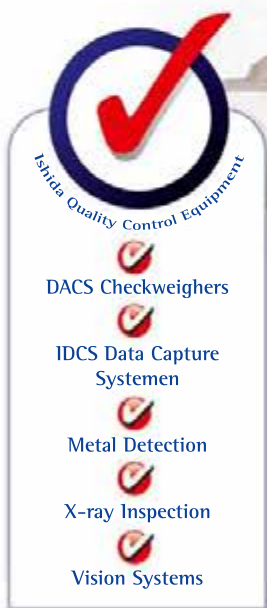 Ishida Quality Control Equipment
DACS Checkweighers
IDCS Data Capture
Systemen
Metal Detection
X-ray Inspection
Vision Systems